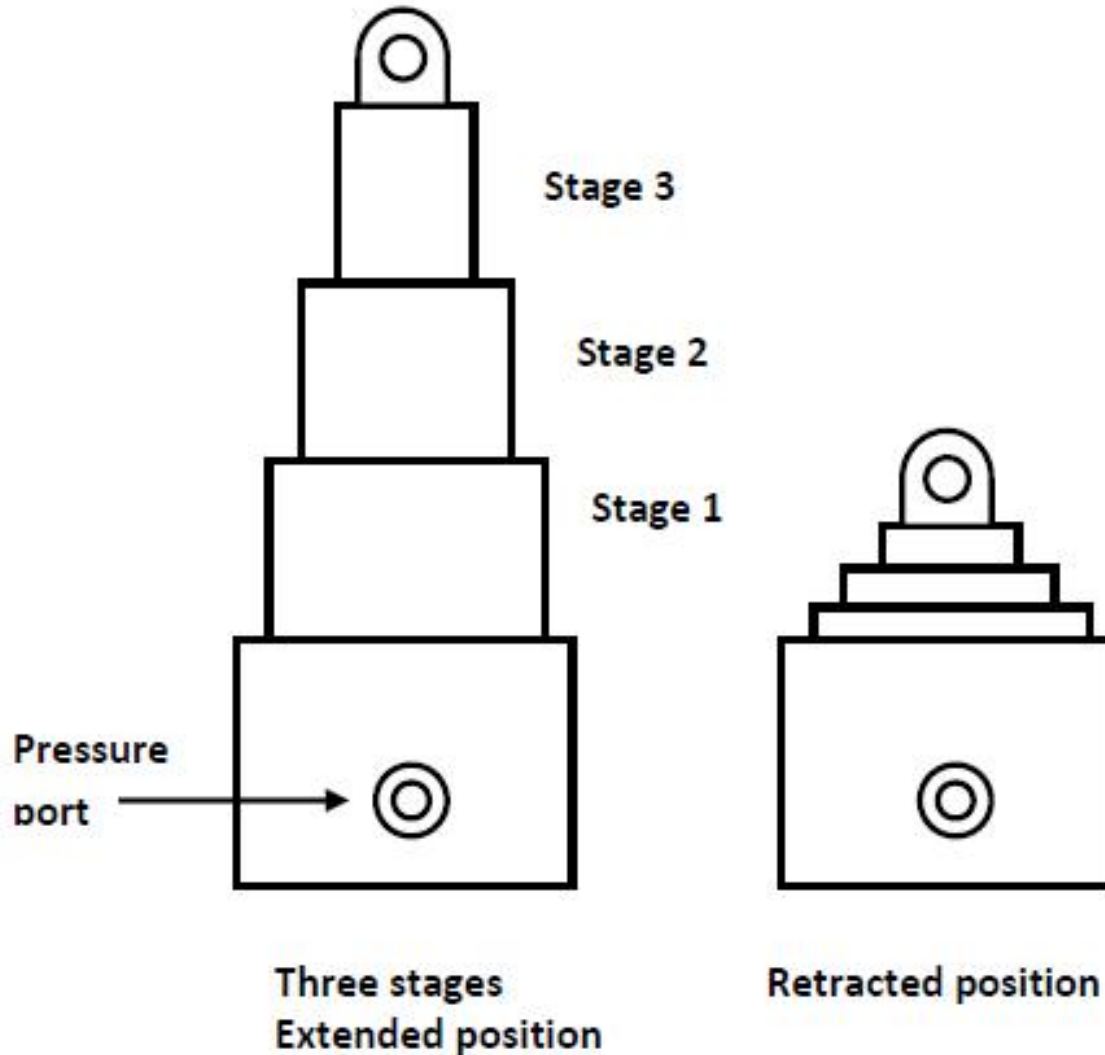 Stage 3
Stage 2
Stage 1
Pressure
port
Three stages
Extended position
Retracted position